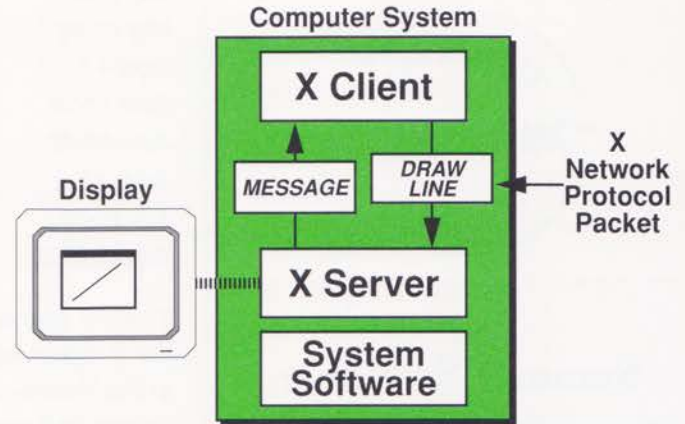 Computer System
X Client
MESSAGE
DRAW
LINE
X
Network
Protocol
Packet
Display
X Server
System
Software